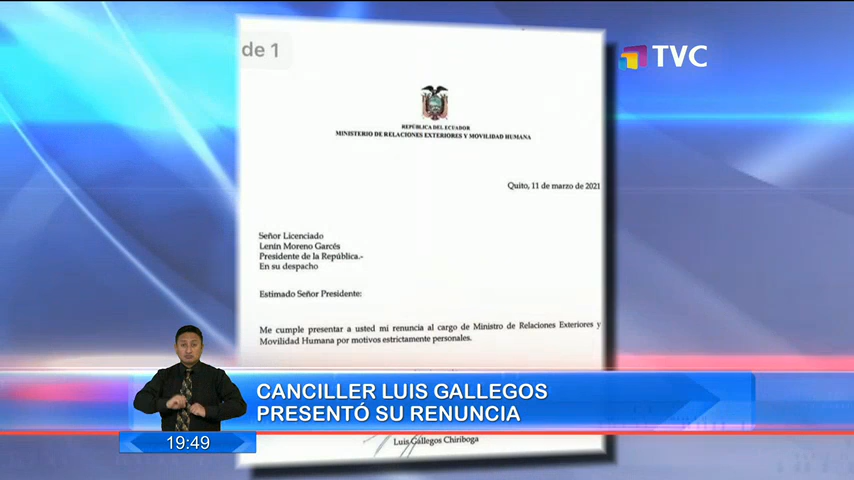 de 1
TVC
REPÚBLICA DEL ECUADOR
MINISTERIO DE RELACIONES EXTERIORES Y MOVILIDAD HUMANA
Quito, 11 de marzo de 2021
Señor Licenciado
Lenín Moreno Garcés
Presidente de la República.-
En su despacho
Estimado Señor Presidente:
Me cumple presentar a usted mi renuncia al cargo de Ministro de Relaciones Exteriores y
Movilidad Humana por motivos estrictamente personales.
CANCILLER LUIS GALLEGOS
PRESENTÓ SU RENUNCIA
19:49
Luis Gallegos Chiriboga